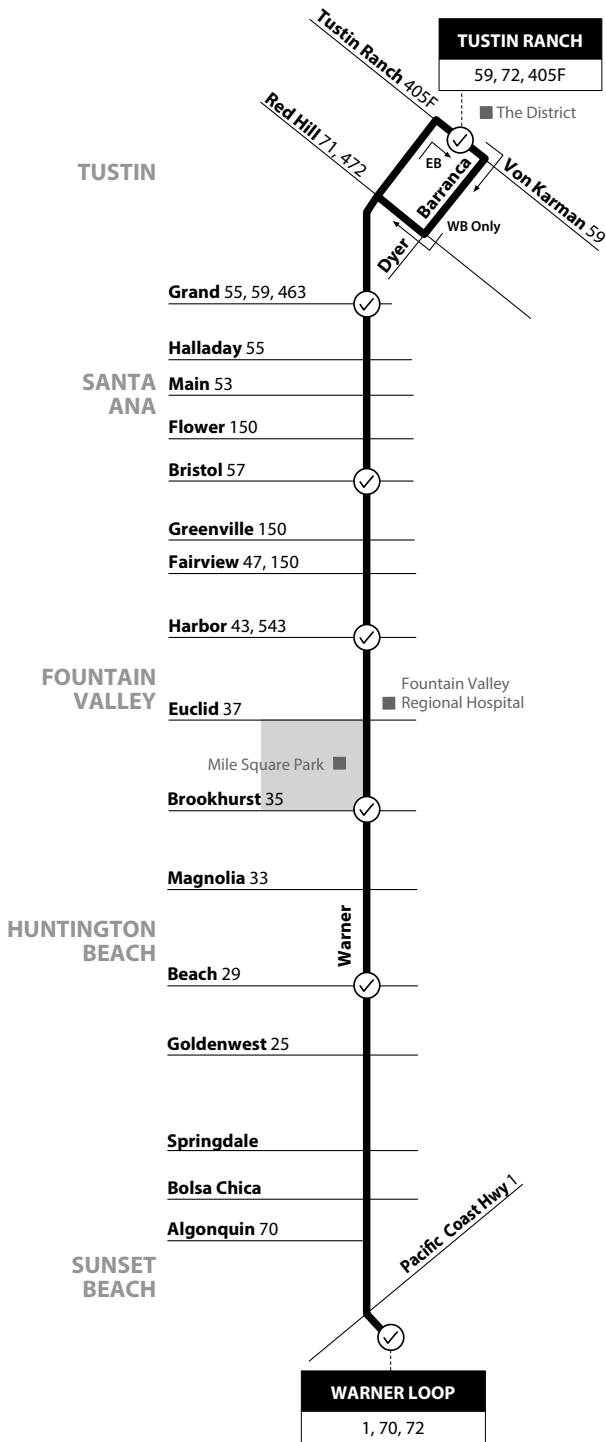 TUSTIN RANCH
59, 72, 405F
Tustin Ranch 405F
The District
Red Hill 71, 472
TUSTIN
EB
Barranca
Von Karman 59
WB Only
Dyer
Grand 55, 59, 463
Halladay 55
SANTA
ANA
Main 53
Flower 150
Bristol 57
Greenville 150
Fairview 47, 150
Harbor 43, 543
FOUNTAIN
VALLEY
Fountain Valley
Regional Hospital
Euclid 37
Mile Square Park
Brookhurst 35
Magnolia 33
Warner
HUNTINGTON
BEACH
Beach 29
Goldenwest 25
Springdale
Bolsa Chica
Algonquin 70
Pacific Coast Hwy 1
SUNSET
BEACH
WARNER LOOP
1, 70, 72